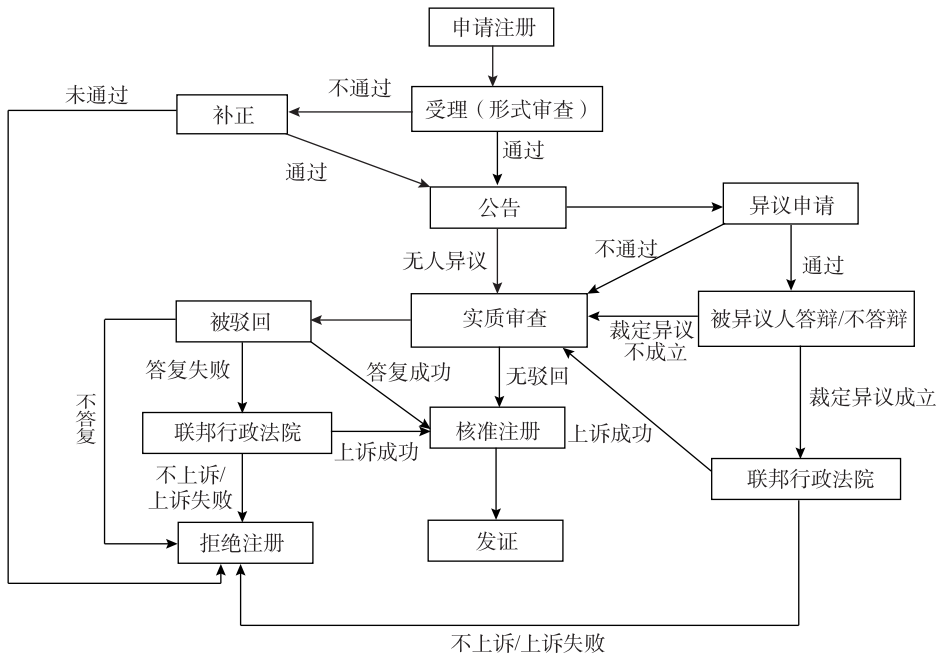 申请注册
未通过
不通过
补正
受理（形式审查）
通过
通过
公告
异议申请
无人异议
不通过
通过
被驳回
实质审查
裁定异议
不成立
被异议人答辩/不答辩
答复失败
答复成功
无驳回
不答复
裁定异议成立
联邦行政法院
上诉成功
核准注册
上诉成功
联邦行政法院
不上诉/
上诉失败
拒绝注册
发证
不上诉/上诉失败